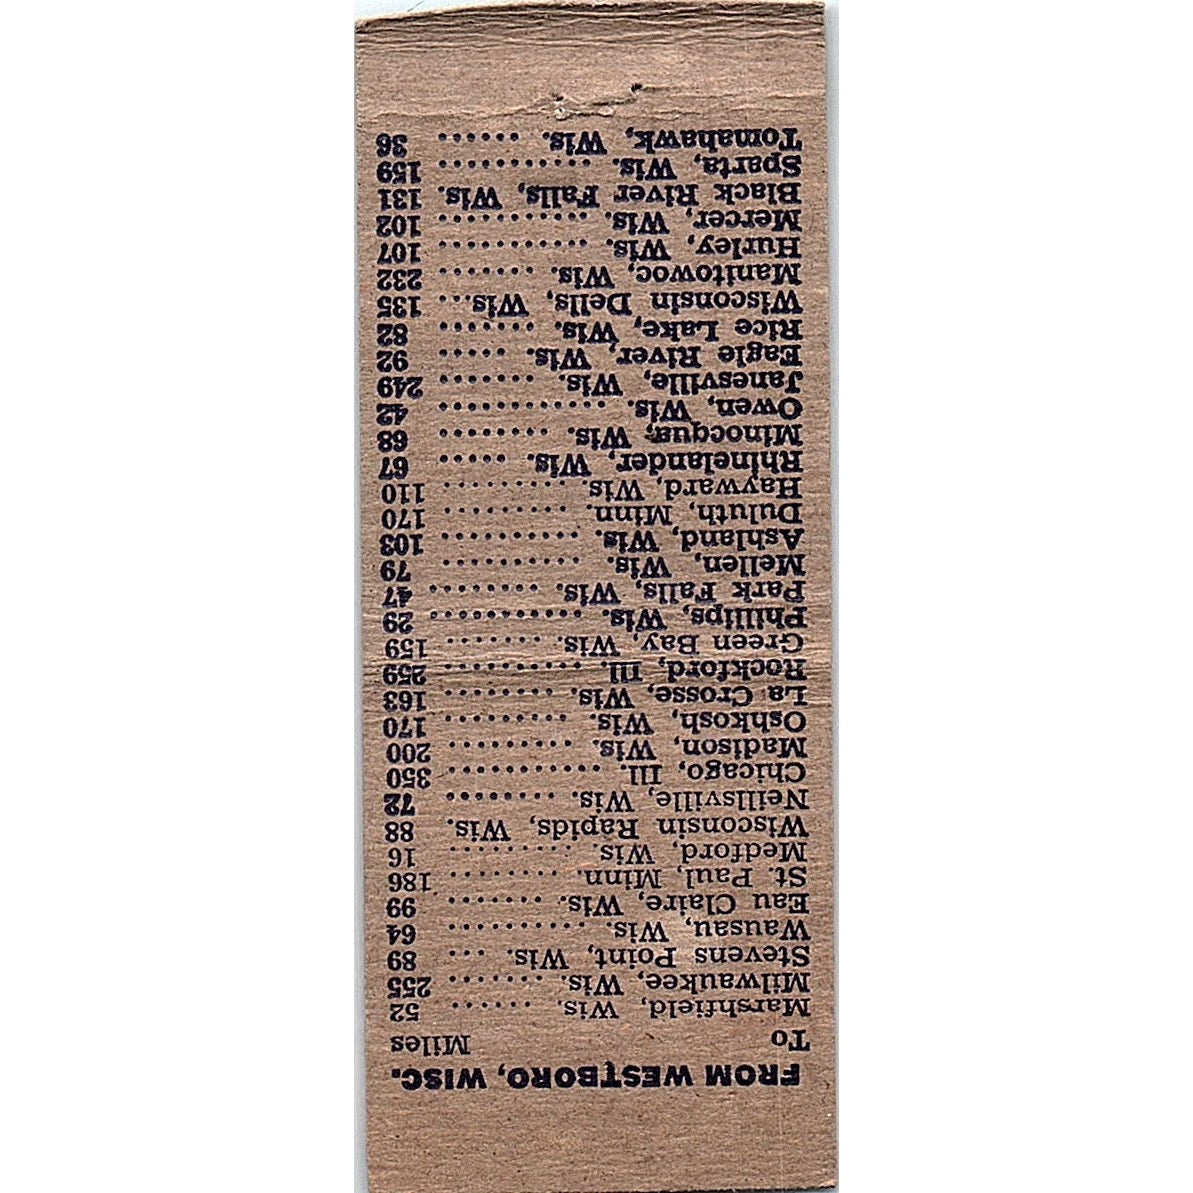 FROM WESTBORO, WISC.
To Miles
Marshfield, Wis. ...... 52
Milwaukee, Wis. ....... 255
Stevens Point, Wis. ... 89
Wausau, Wis. .......... 64
Eau Claire, Wis. ....... 99
St. Paul, Minn. ......... 186
Medford, Wis. ......... 16
Wisconsin Rapids, Wis. 88
Neillsville, Wis. ........ 72
Chicago, Ill. ........... 350
Madison, Wis. ......... 200
Oshkosh, Wis. ......... 170
La Crosse, Wis. ........ 163
Rockford, Ill. .......... 259
Green Bay, Wis. ....... 159
Phillips, Wis. .......... 29
Park Falls, Wis. ........ 47
Mellen, Wis. .......... 79
Ashland, Wis. ......... 103
Duluth, Minn. ......... 170
Hayward, Wis. ........ 110
Rhinelander, Wis. ..... 67
Minocqua, Wis. ........ 68
Owen, Wis. ............ 42
Janesville, Wis. ....... 249
Eagle River, Wis. ..... 92
Rice Lake, Wis. ....... 82
Wisconsin Dells, Wis. ... 135
Manitowoc, Wis. ....... 232
Hurley, Wis. ........... 107
Mercer, Wis. ........... 102
Black River Falls, Wis. 131
Sparta, Wis. ........... 159
Tomahawk, Wis. ...... 36